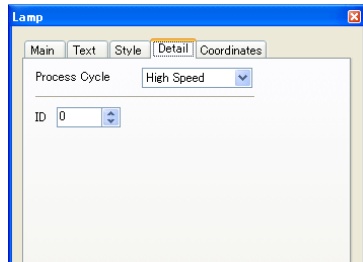 Lamp
Main Text Style Detail Coordinates
Process Cycle High Speed
ID 0